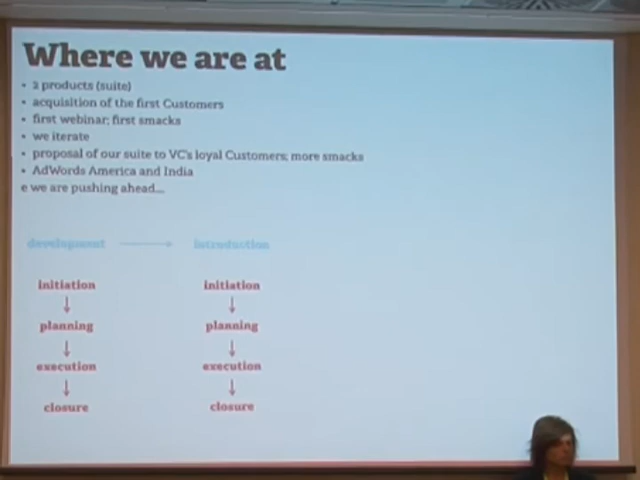 Where we are at
• 2 products (suite)
• acquisition of the first Customers
• first webinar; first smacks
• we iterate
• proposal of our suite to VC's loyal Customers; more smacks
• AdWords America and India
e we are pushing ahead...
development → introduction
initiation initiation
↓ ↓
planning planning
↓ ↓
execution execution
↓ ↓
closure closure